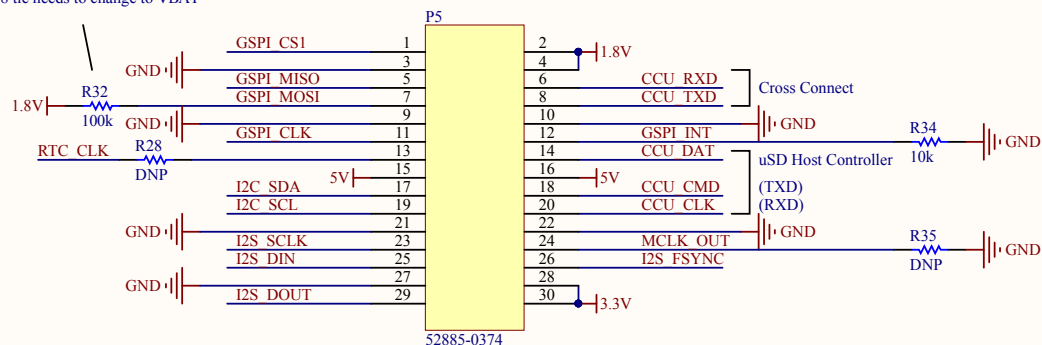 P5
GSPI_CS1 1 2 1.8V
GND 3 4
GSPI_MISO 5 6 CCU_RXD
R32 Cross Connect
1.8V GSPI_MOSI 7 8 CCU_TXD
100k
GND 9 10 GND
GSPI_CLK 11 12 GSPI_INT R34 GND
10k
RTC_CLK R28 13 14 CCU_DAT uSD Host Controller
DNP
5V 15 16 5V
I2C_SDA 17 18 CCU_CMD (TXD)
I2C_SCL 19 20 CCU_CLK (RXD)
GND 21 22 GND
I2S_SCLK 23 24 MCLK_OUT R35 GND
DNP
I2S_DIN 25 26 I2S_FSYNC
GND 27 28
I2S_DOUT 29 30 3.3V
52885-0374